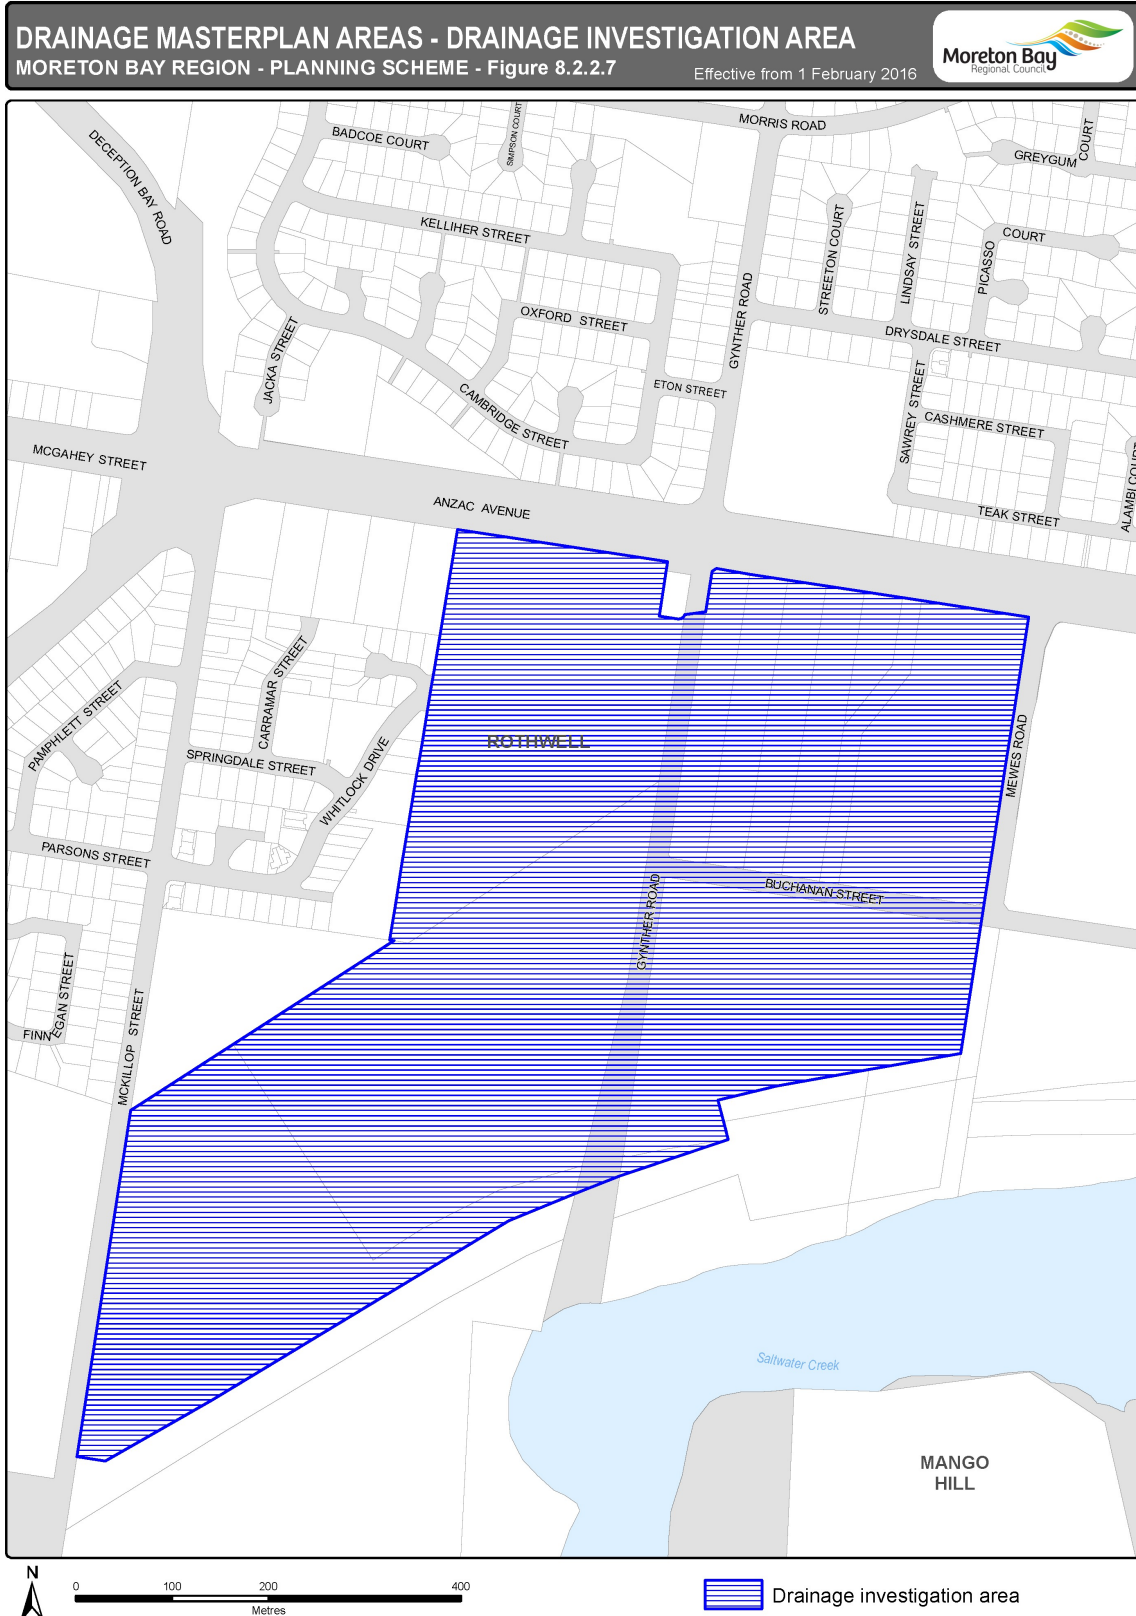 DRAINAGE MASTERPLAN AREAS - DRAINAGE INVESTIGATION AREA
MORETON BAY REGION - PLANNING SCHEME - Figure 8.2.2.7
Effective from 1 February 2016
Moreton Bay
Regional Council
DECEPTION BAY ROAD
BADCOE COURT
SIMPSON COURT
MORRIS ROAD
GREYGUM
COURT
KELLIHER STREET
STREETON COURT
LINDSAY STREET
PICASSO
COURT
GYNTHER ROAD
OXFORD STREET
JACKA STREET
DRYSDALE STREET
CAMBRIDGE STREET
ETON STREET
SAWREY STREET
CASHMERE STREET
ALAMBI COURT
MCGAHEY STREET
ANZAC AVENUE
TEAK STREET
PAMPHLETT STREET
CARRAMAR STREET
SPRINGDALE STREET
WHITLOCK DRIVE
ROTHWELL
MEWES ROAD
PARSONS STREET
BUCHANAN STREET
GYNTHER ROAD
EGAN STREET
FINN
MCKILLOP STREET
Saltwater Creek
MANGO
HILL
N
0 100 200 400
Metres
Drainage investigation area